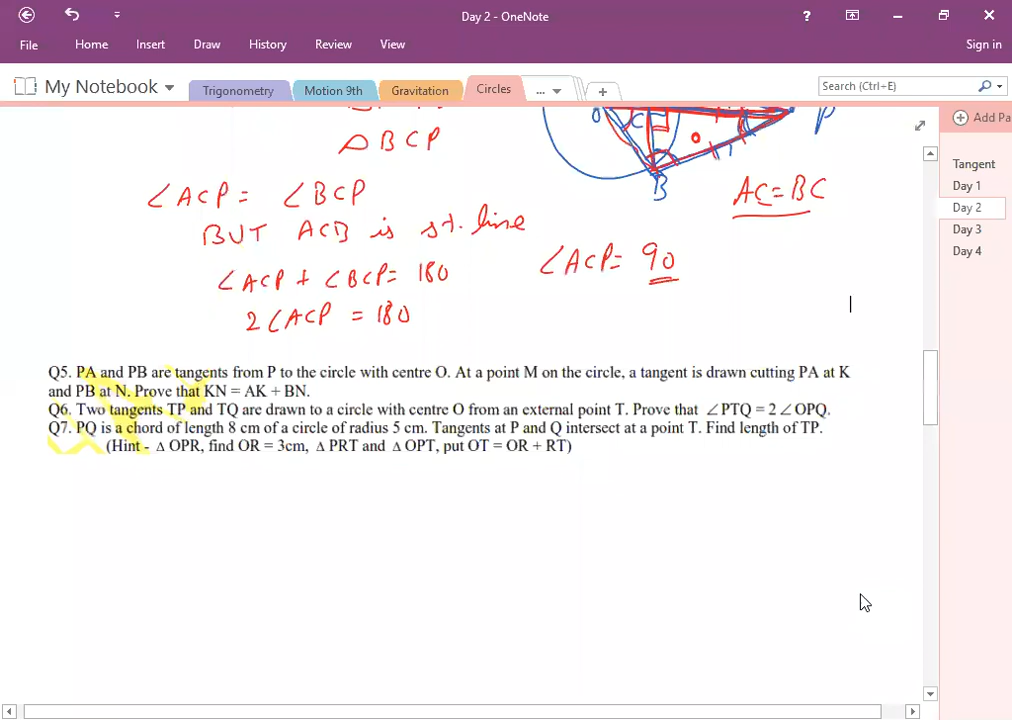 Day 2 - OneNote
?
File Home Insert Draw History Review View Sign in
My Notebook Trigonometry Motion 9th Gravitation Circles ... + Search (Ctrl+E)
Add Pa
O C P
B
△ B C P
Tangent
Day 1
Day 2
Day 3
Day 4
∠ACP = ∠BCP
AC = BC
BUT ACB is st. line
∠ACP = 90
∠ACP + ∠BCP = 180
2∠ACP = 180
Q5. PA and PB are tangents from P to the circle with centre O. At a point M on the circle, a tangent is drawn cutting PA at K
and PB at N. Prove that KN = AK + BN.
Q6. Two tangents TP and TQ are drawn to a circle with centre O from an external point T. Prove that ∠PTQ = 2∠OPQ.
Q7. PQ is a chord of length 8 cm of a circle of radius 5 cm. Tangents at P and Q intersect at a point T. Find length of TP.
(Hint - Δ OPR, find OR = 3cm, Δ PRT and Δ OPT, put OT = OR + RT)